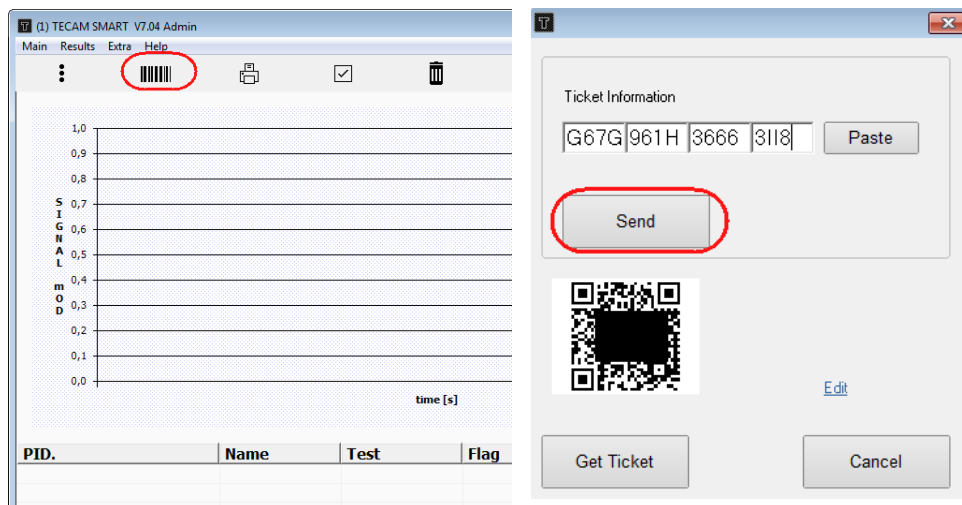 (1) TECAM SMART V7.04 Admin
Main Results Extra Help
1,0
0,9
0,8
0,7
0,6
0,5
0,4
0,3
0,2
0,1
0,0
SIGNAL mOD
time [s]
PID. Name Test Flag
T
Ticket Information
G67G 961H 3666 3II8 Paste
Send
Edit
Get Ticket Cancel